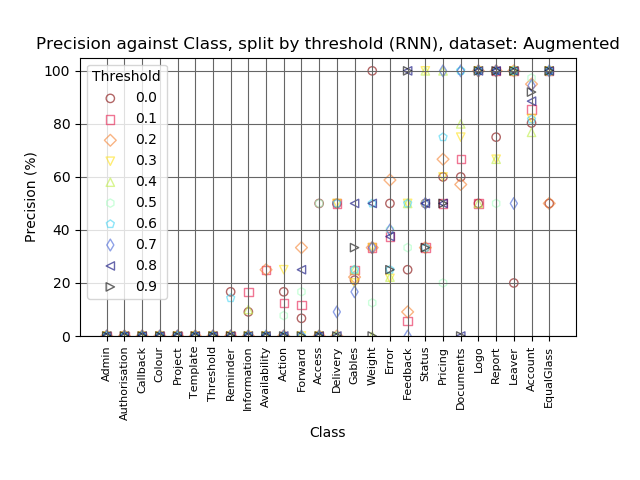 Precision against Class, split by threshold (RNN), dataset: Augmented
Precision (%)
100
80
60
40
20
0
Threshold
0.0
0.1
0.2
0.3
0.4
0.5
0.6
0.7
0.8
0.9
Admin
Authorisation
Callback
Colour
Project
Template
Threshold
Reminder
Information
Availability
Action
Forward
Access
Delivery
Gables
Weight
Error
Feedback
Status
Pricing
Documents
Logo
Report
Leaver
Account
EqualGlass
Class